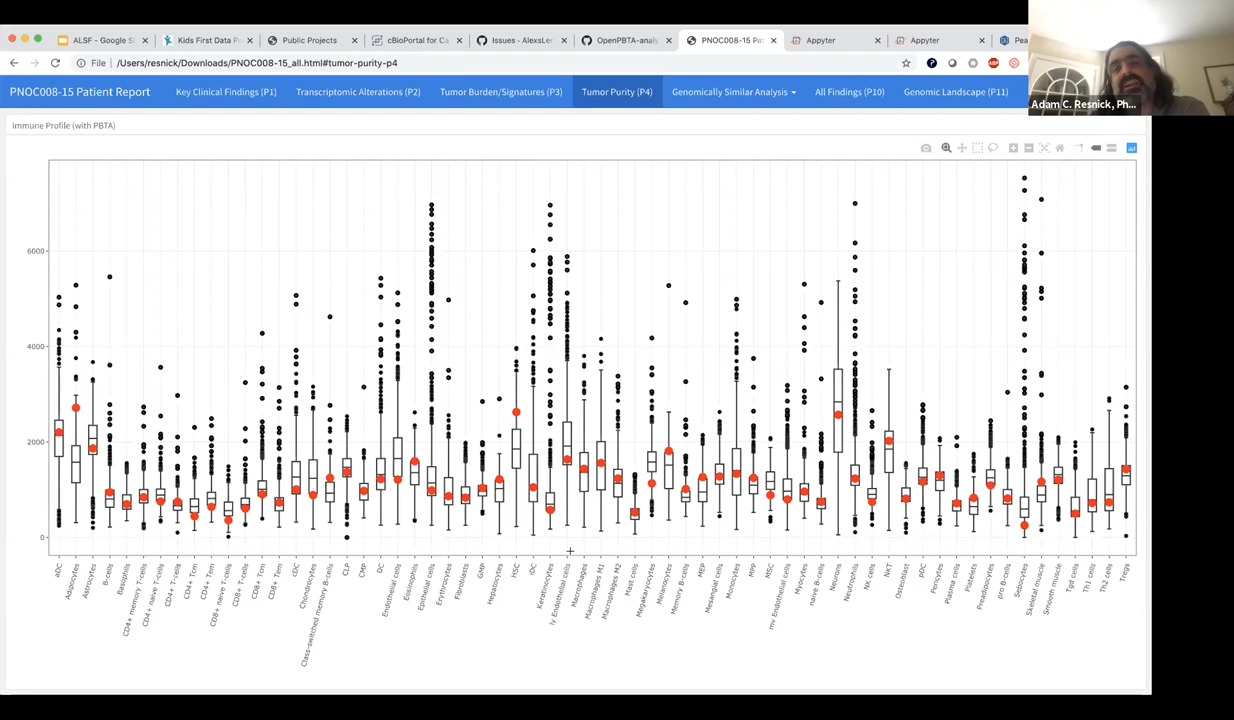 ALSF - Google Sl
Kids First Data P
Public Projects
cBioPortal for Ca
Issues · AlexsLem
OpenPBTA-analy
PNOC008-15 Pat
Appyter
Appyter
Pea
File
/Users/resnick/Downloads/PNOC008-15_all.html#tumor-purity-p4
PNOC008-15 Patient Report
Key Clinical Findings (P1)
Transcriptomic Alterations (P2)
Tumor Burden/Signatures (P3)
Tumor Purity (P4)
Genomically Similar Analysis
All Findings (P10)
Genomic Landscape (P11)
Adam C. Resnick, Ph...
Immune Profile (with PBTA)
6000
4000
2000
0
aDC
Adipocytes
Astrocytes
B-cells
Basophils
CD4+ memory T-cells
CD4+ naive T-cells
CD4+ T-cells
CD4+ Tcm
CD4+ Tem
CD8+ naive T-cells
CD8+ T-cells
CD8+ Tcm
CD8+ Tem
cDC
Chondrocytes
Class-switched memory B-cells
CLP
CMP
DC
Endothelial cells
Eosinophils
Epithelial cells
Erythrocytes
Fibroblasts
GMP
Hepatocytes
HSC
iDC
Keratinocytes
ly Endothelial cells
Macrophages
Macrophages M1
Macrophages M2
Mast cells
Megakaryocytes
Melanocytes
Memory B-cells
MEP
Mesangial cells
Monocytes
MPP
MSC
mv Endothelial cells
Myocytes
naive B-cells
Neurons
Neutrophils
NK cells
NKT
Osteoblast
pDC
Pericytes
Plasma cells
Platelets
Preadipocytes
pro B-cells
Sebocytes
Skeletal muscle
Smooth muscle
Tgd cells
Th1 cells
Th2 cells
Tregs